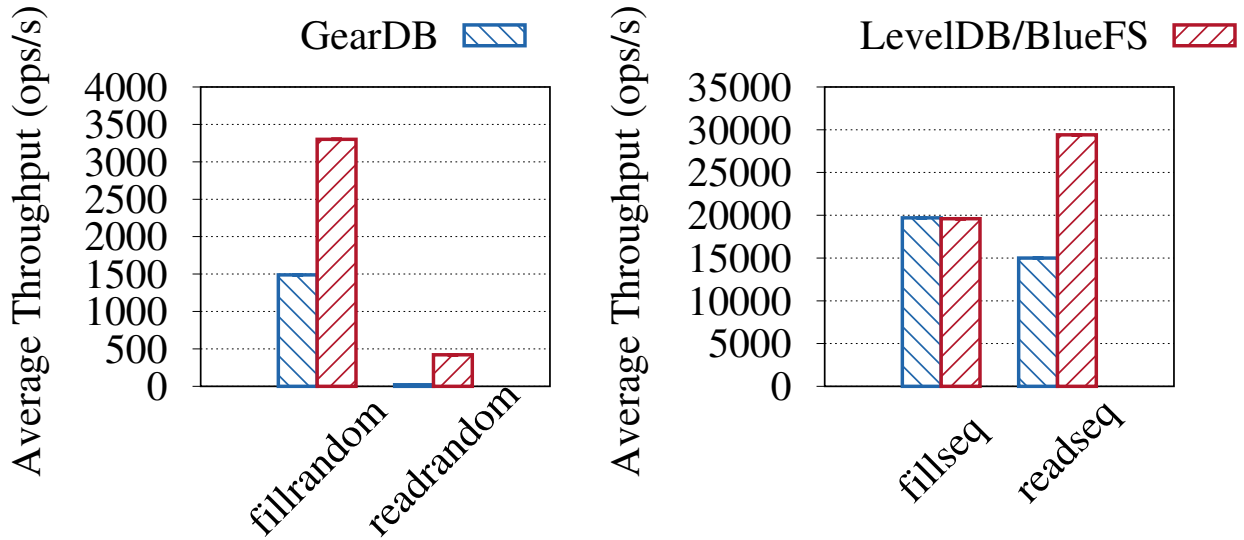 GearDB
LevelDB/BlueFS
Average Throughput (ops/s)
4000
3500
3000
2500
2000
1500
1000
500
0
fillrandom
readrandom
Average Throughput (ops/s)
35000
30000
25000
20000
15000
10000
5000
0
fillseq
readseq